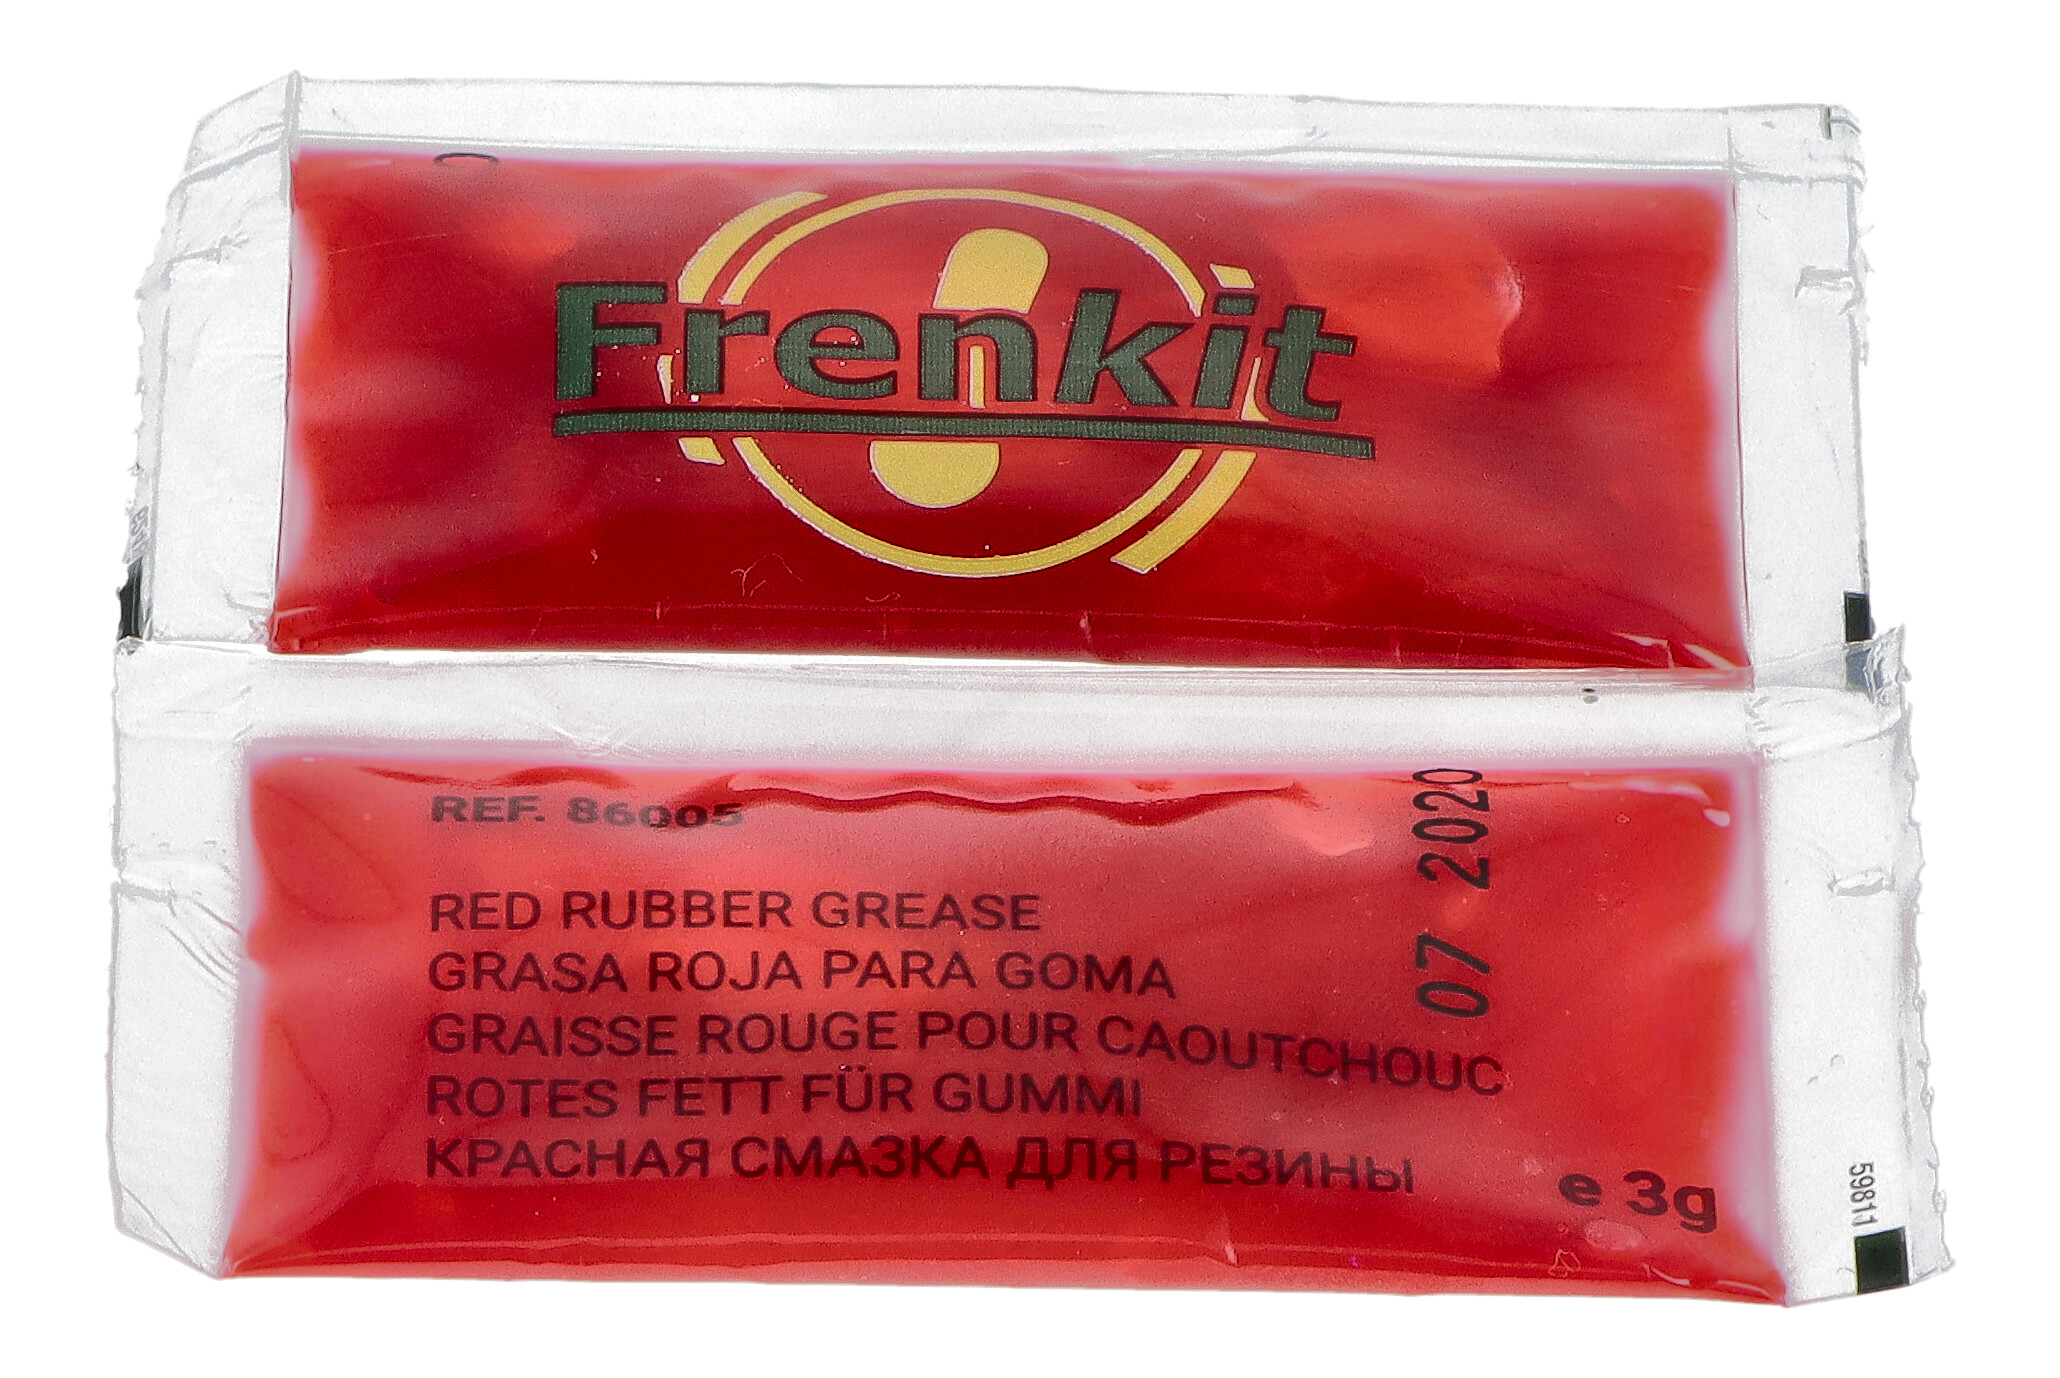 Frenkit
REF. 86005
07 2020
RED RUBBER GREASE
GRASA ROJA PARA GOMA
GRAISSE ROUGE POUR CAOUTCHOUC
ROTES FETT FÜR GUMMI
КРАСНАЯ СМАЗКА ДЛЯ РЕЗИНЫ
e 3g
59811